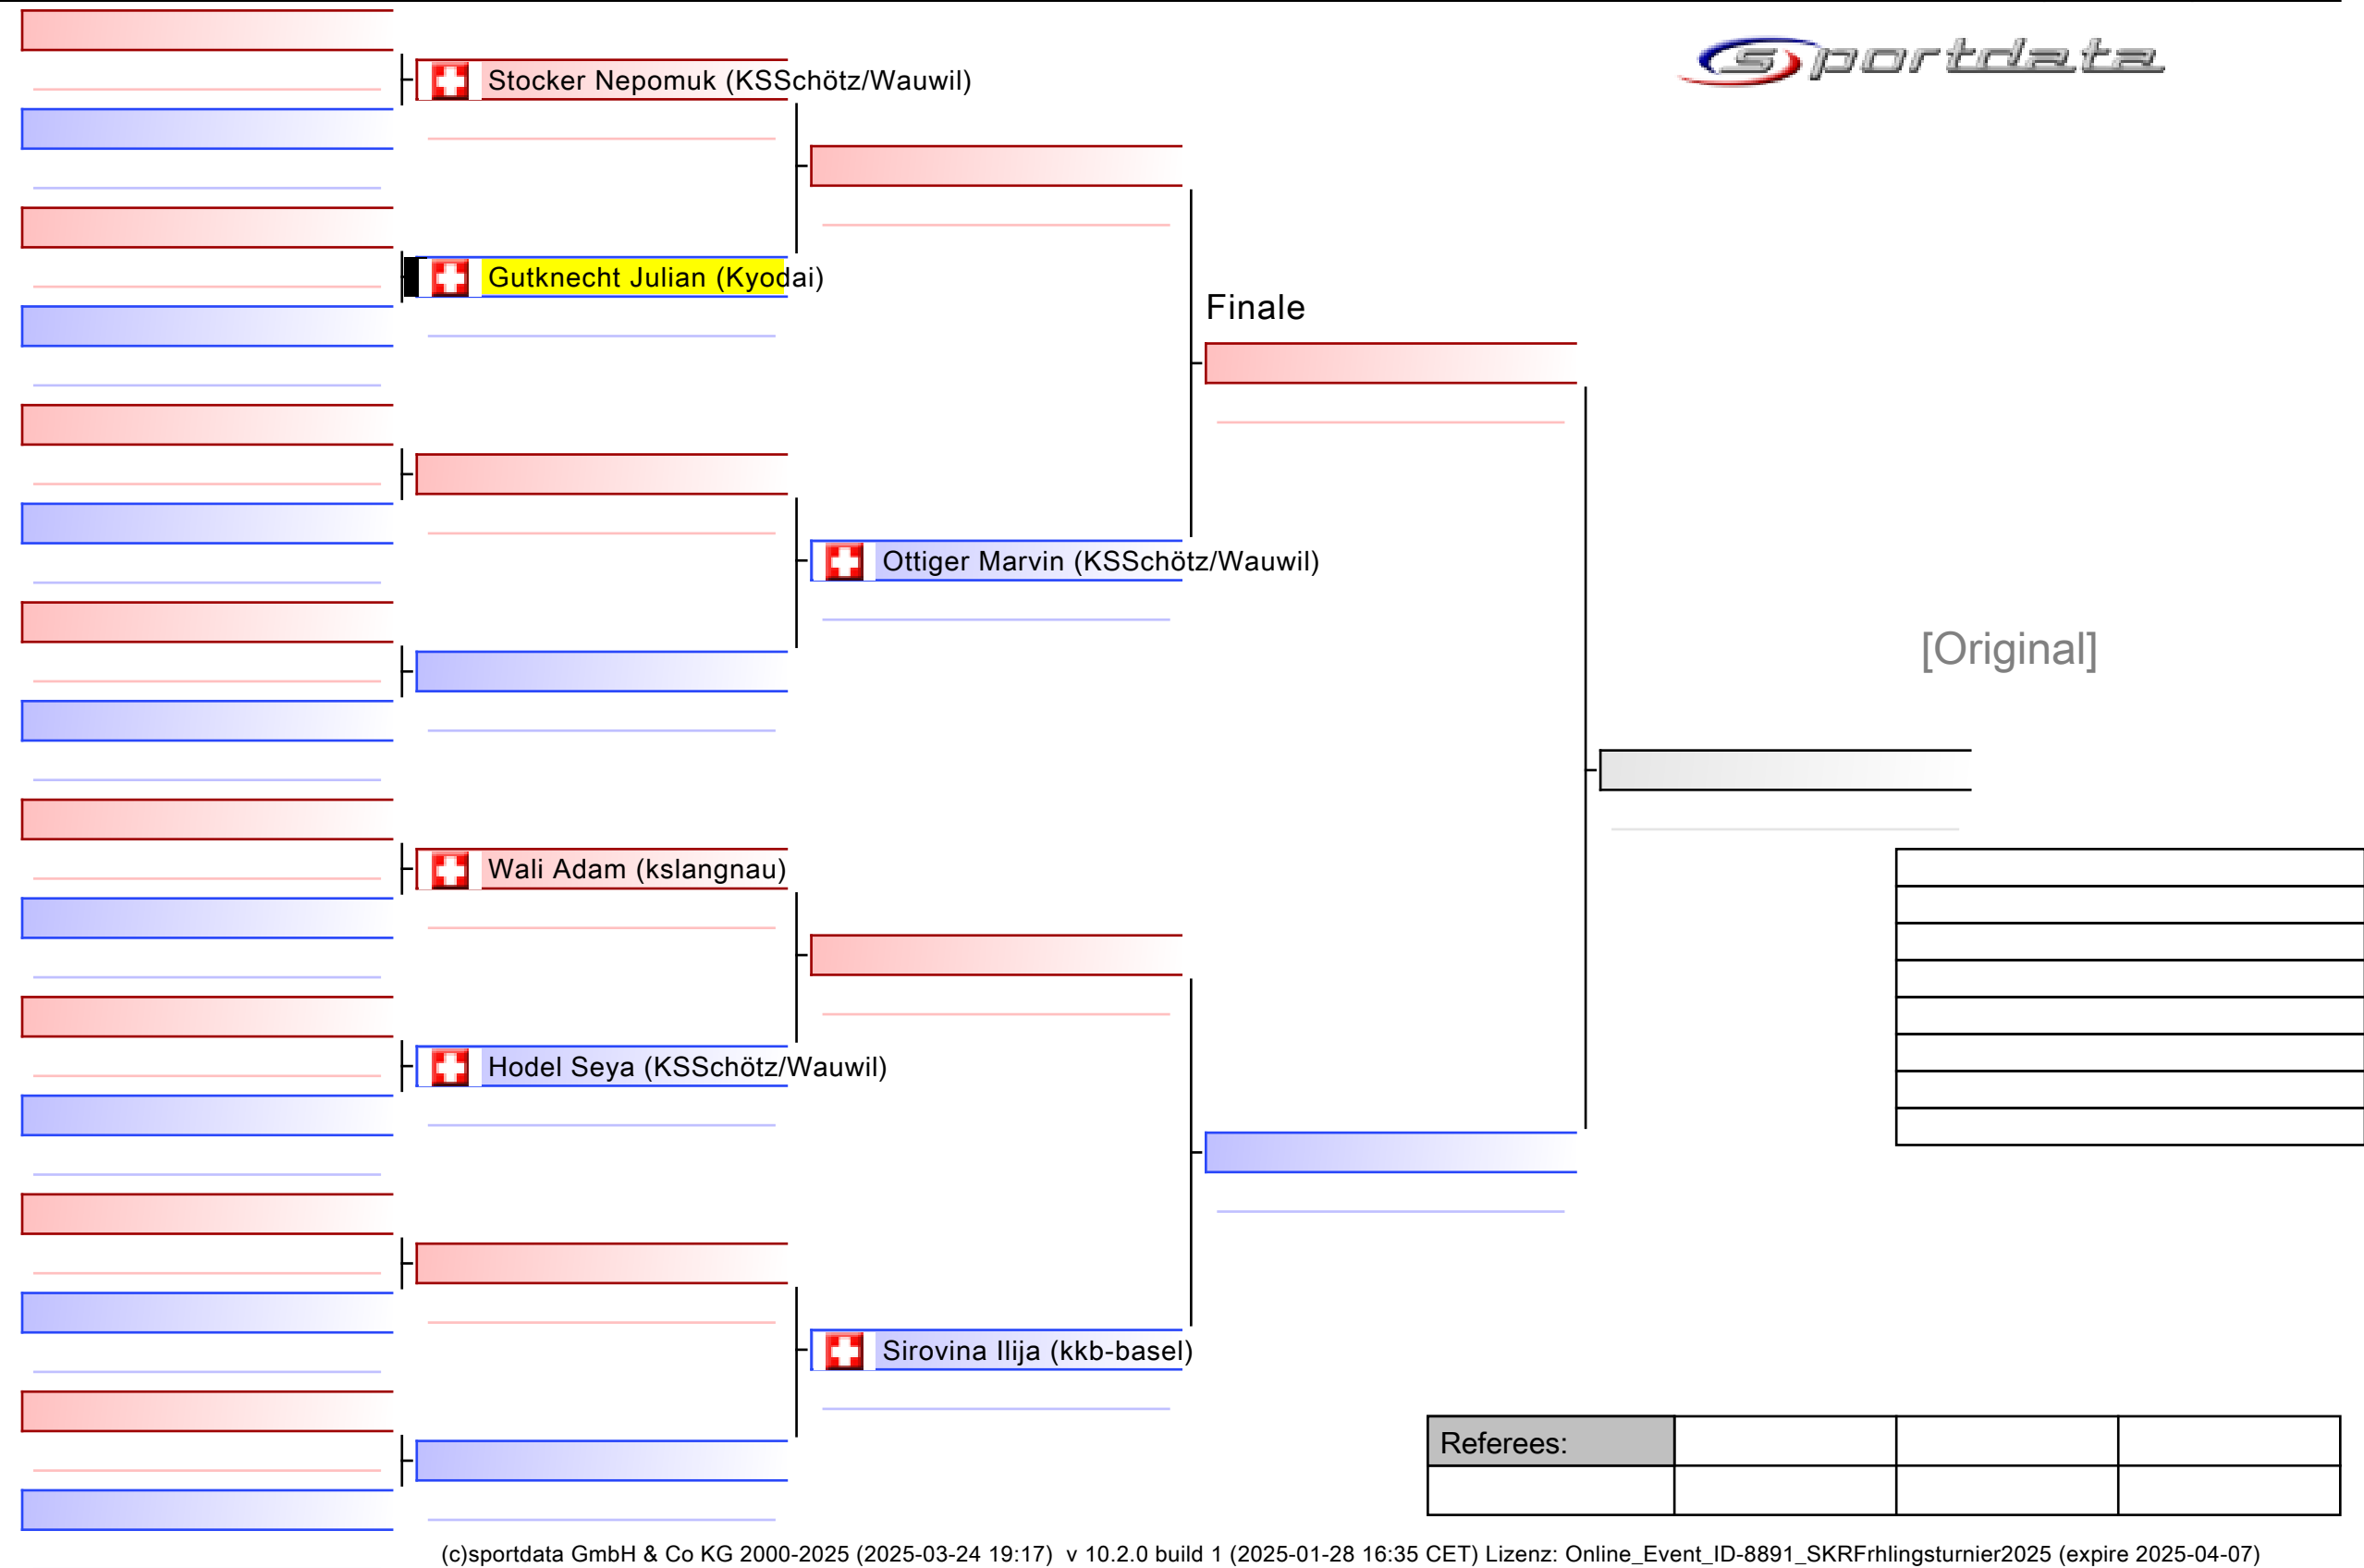 sportdata
Stocker Nepomuk (KSSchötz/Wauwil)
Gutknecht Julian (Kyodai)
Finale
Ottiger Marvin (KSSchötz/Wauwil)
[Original]
Wali Adam (kslangnau)
Hodel Seya (KSSchötz/Wauwil)
Sirovina Ilija (kkb-basel)
Referees:
(c)sportdata GmbH & Co KG 2000-2025 (2025-03-24 19:17) v 10.2.0 build 1 (2025-01-28 16:35 CET) Lizenz: Online_Event_ID-8891_SKRFrhlingsturnier2025 (expire 2025-04-07)